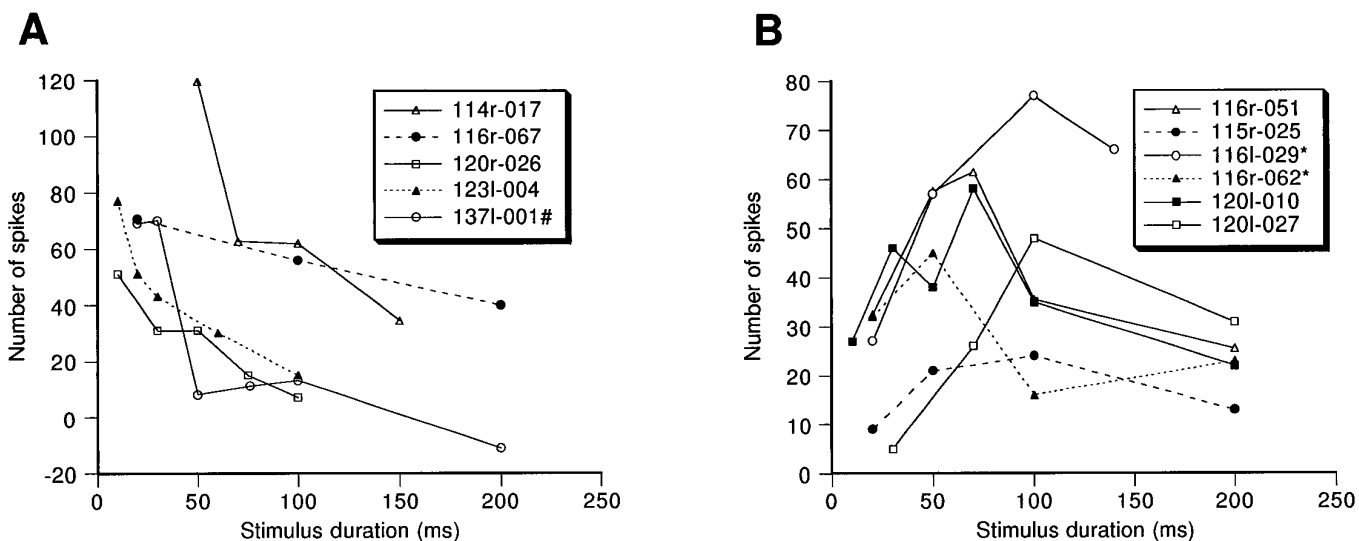 A
Number of spikes
120
100
80
60
40
20
0
-20
0
50
100
150
200
250
Stimulus duration (ms)
114r-017
116r-067
120r-026
123l-004
137l-001#
B
Number of spikes
80
70
60
50
40
30
20
10
0
0
50
100
150
200
250
Stimulus duration (ms)
116r-051
115r-025
116l-029*
116r-062*
120l-010
120l-027